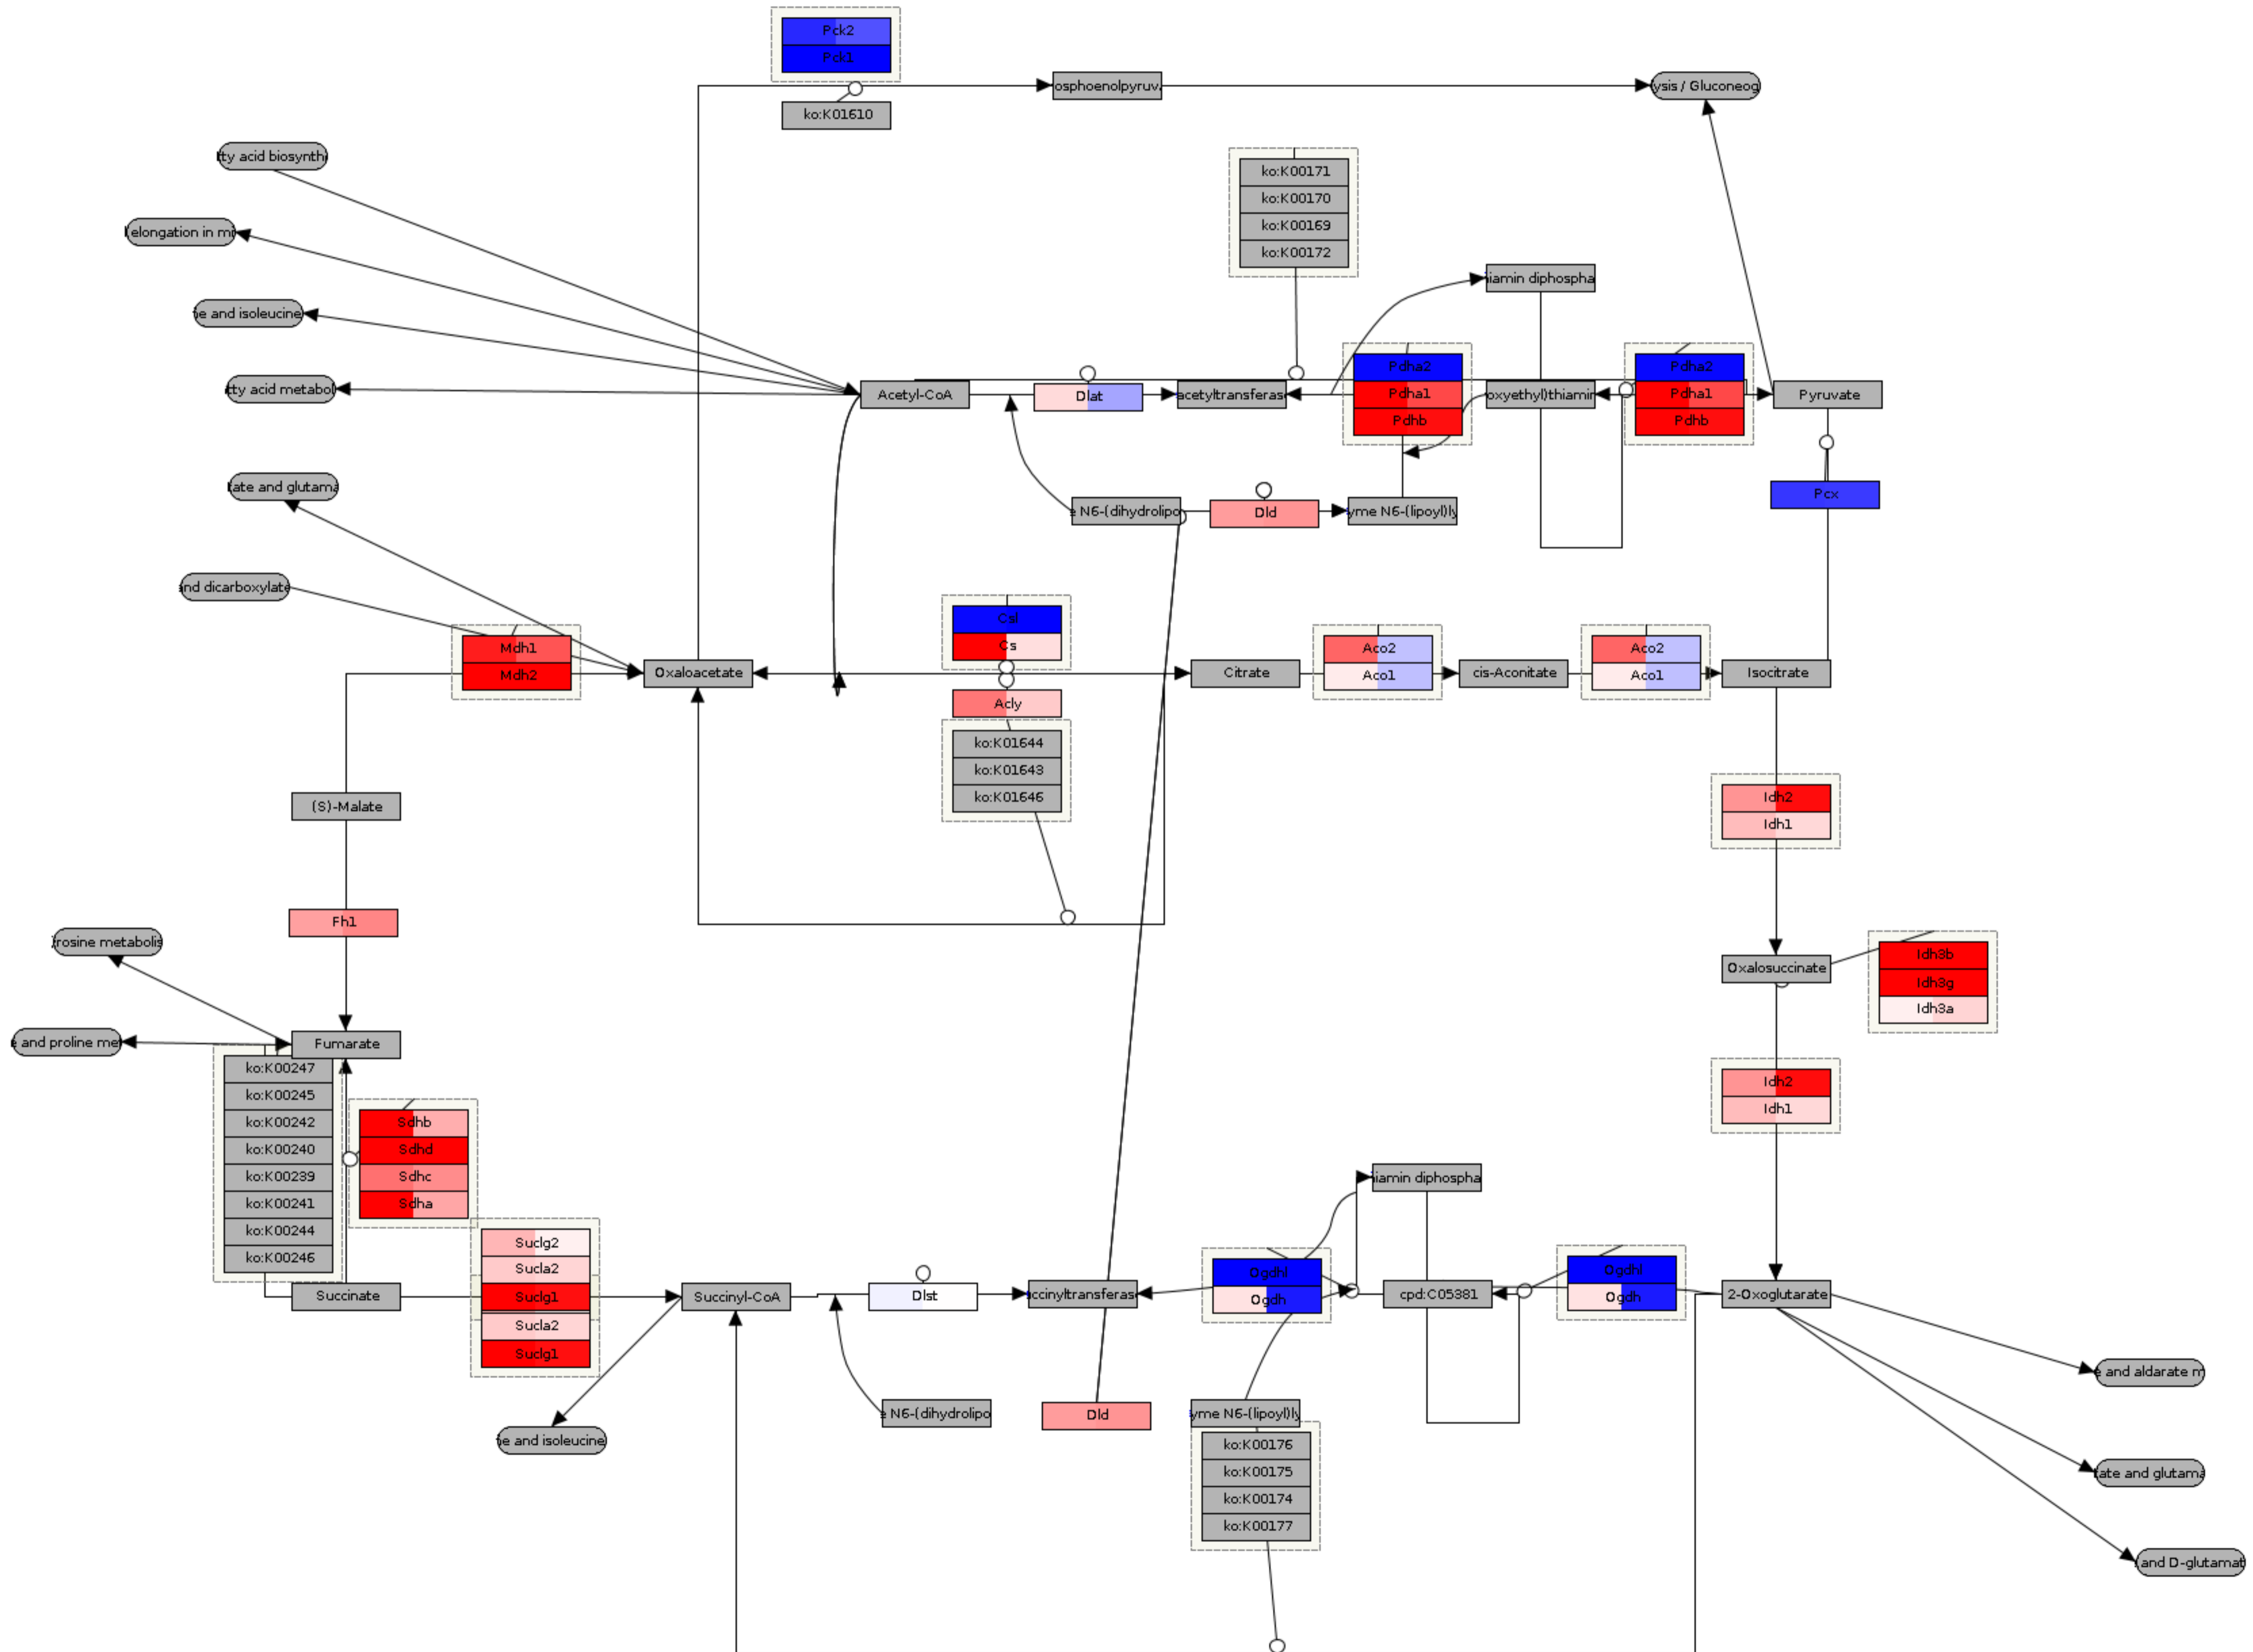 Pck2
Pck1
osphoenolpyruv
ysis / Gluconeog
ko:K01610
tty acid biosynthe
ko:K00171
ko:K00170
ko:K00169
ko:K00172
elongation in mi
iamin diphospha
e and isoleucine
Pdha2
Pdha1
Pdhb
Pdha2
Pdha1
Pdhb
tty acid metabol
Acetyl-CoA
Dlat
acetyltransferas
oxyethyl)thiamin
Pyruvate
tate and glutama
Pcx
N6-(dihydrolipo
Dld
yme N6-(lipoyl)ly
and dicarboxylate
Csl
Cs
Mdh1
Mdh2
Oxaloacetate
Citrate
Aco2
Aco1
cis-Aconitate
Aco2
Aco1
Isocitrate
Acly
ko:K01644
ko:K01643
ko:K01646
(S)-Malate
Idh2
Idh1
Fh1
rosine metabolis
Oxalosuccinate
Idh3b
Idh3g
Idh3a
e and proline met
Fumarate
ko:K00247
ko:K00245
ko:K00242
ko:K00240
ko:K00239
ko:K00241
ko:K00244
ko:K00246
Sdhb
Sdhd
Sdhc
Sdha
Idh2
Idh1
iamin diphospha
Suclg2
Sucla2
Suclg1
Sucla2
Suclg1
Succinate
Succinyl-CoA
Dlst
ccinyltransferas
Ogdhl
Ogdh
cpd:C05381
Ogdhl
Ogdh
2-Oxoglutarate
e and aldarate m
e and isoleucine
N6-(dihydrolipo
Dld
yme N6-(lipoyl)ly
ko:K00176
ko:K00175
ko:K00174
ko:K00177
tate and glutama
and D-glutamat